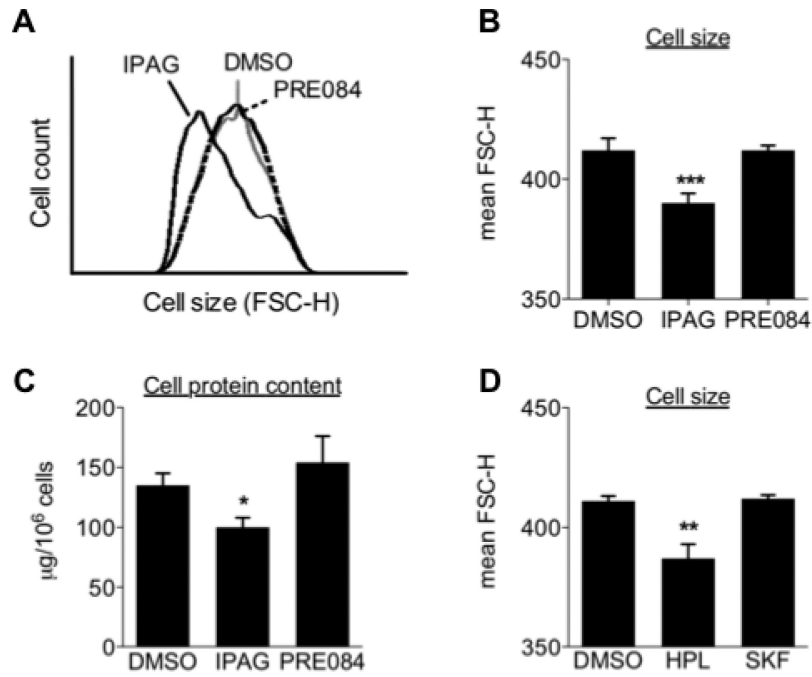 A
IPAG
DMSO
PRE084
Cell count
Cell size (FSC-H)
B
Cell size
mean FSC-H
450
400
350
***
DMSO IPAG PRE084
C
Cell protein content
µg/10⁶ cells
200
150
100
50
0
*
DMSO IPAG PRE084
D
Cell size
mean FSC-H
450
400
350
**
DMSO HPL SKF